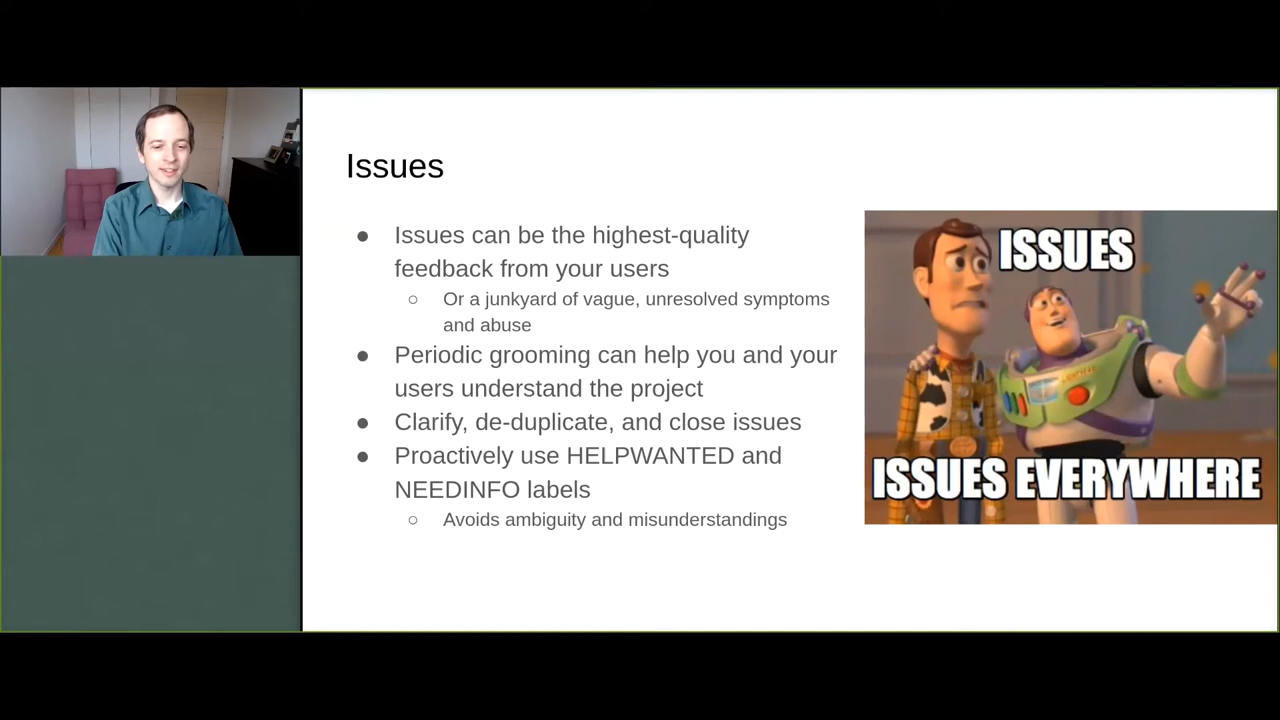 Issues
● Issues can be the highest-quality
feedback from your users
○ Or a junkyard of vague, unresolved symptoms
and abuse
● Periodic grooming can help you and your
users understand the project
● Clarify, de-duplicate, and close issues
● Proactively use HELPWANTED and
NEEDINFO labels
○ Avoids ambiguity and misunderstandings
ISSUES
ISSUES EVERYWHERE